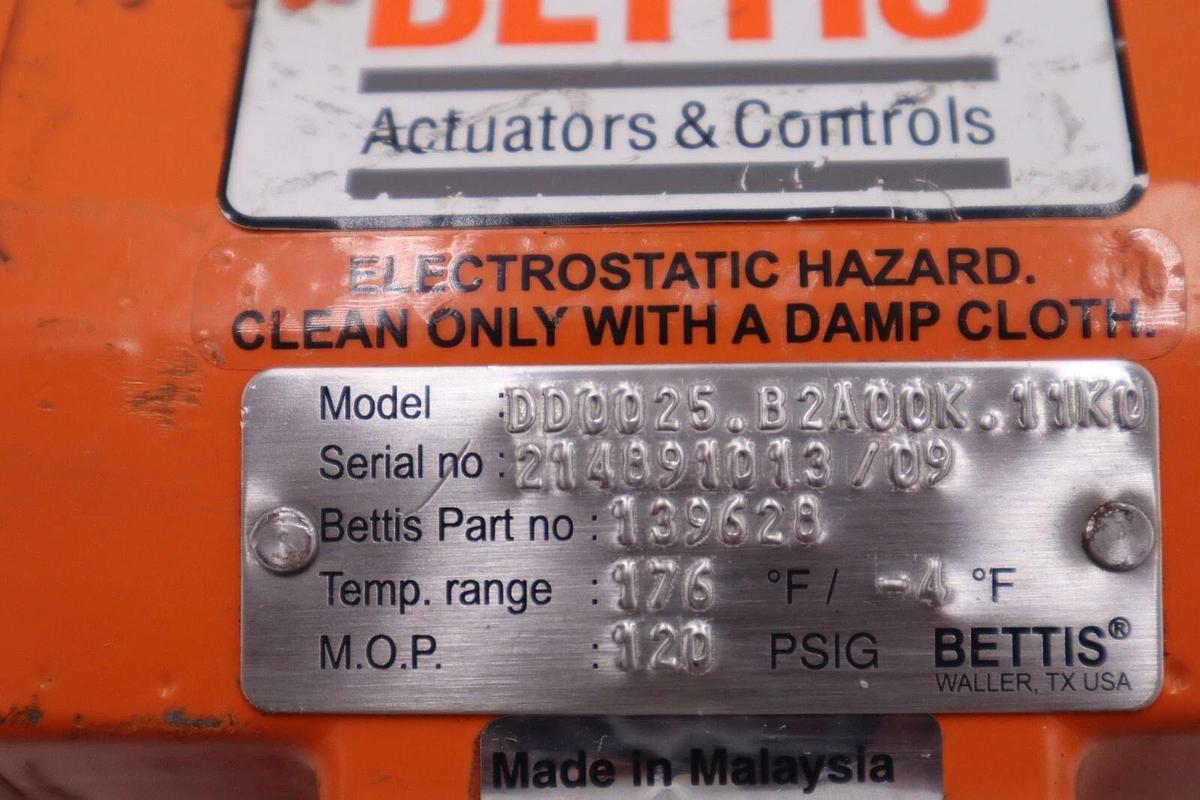 BETTIS
Actuators & Controls
ELECTROSTATIC HAZARD.
CLEAN ONLY WITH A DAMP CLOTH.
Model : DD0025.B2A00K.11K0
Serial no : 214891013/09
Bettis Part no : 139628
Temp. range : 176 °F / -4 °F
M.O.P. : 120 PSIG BETTIS®
WALLER, TX USA
Made in Malaysia